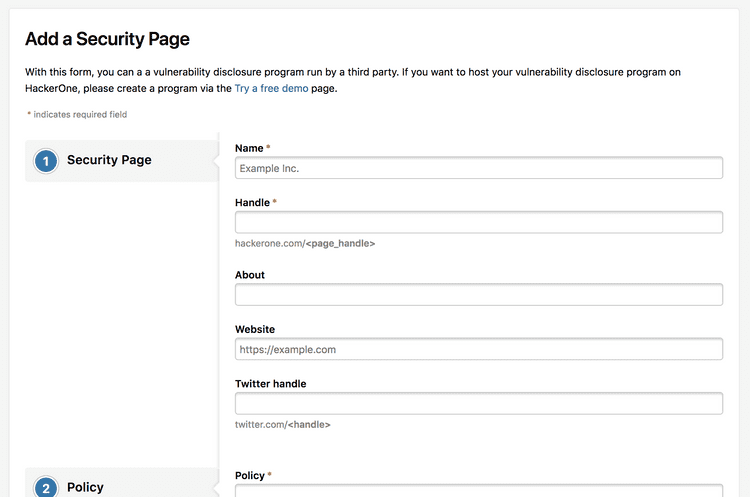 Add a Security Page
With this form, you can a a vulnerability disclosure program run by a third party. If you want to host your vulnerability disclosure program on
HackerOne, please create a program via the Try a free demo page.
* indicates required field
1 Security Page
Name *
Example Inc.
Handle *
hackerone.com/<page_handle>
About
Website
https://example.com
Twitter handle
twitter.com/<handle>
2 Policy
Policy *